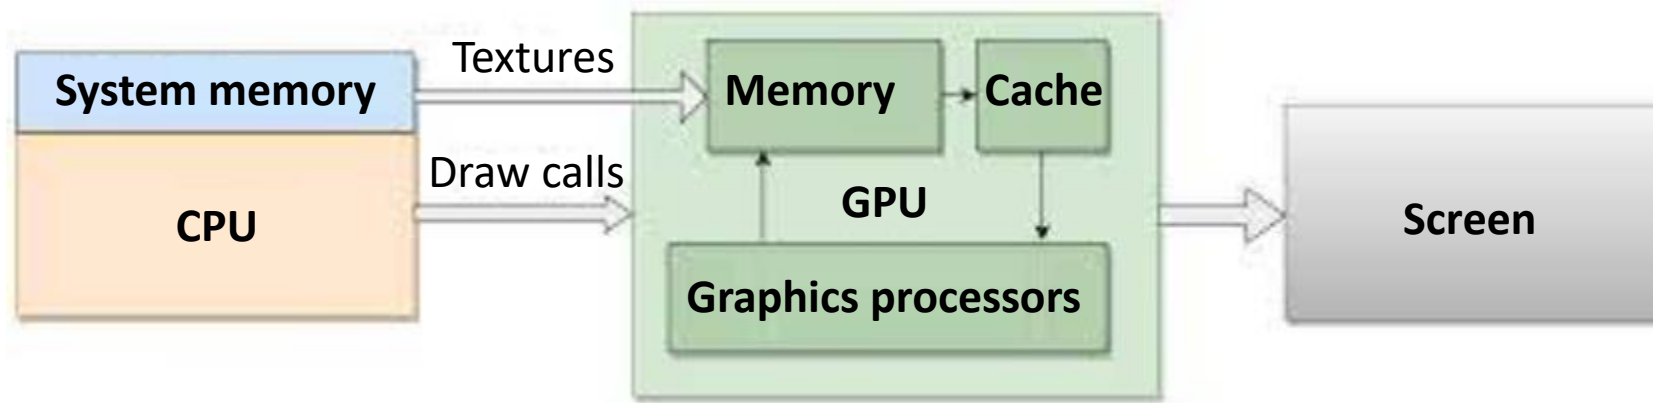 System memory
CPU
Textures
Draw calls
Memory
Cache
GPU
Graphics processors
Screen